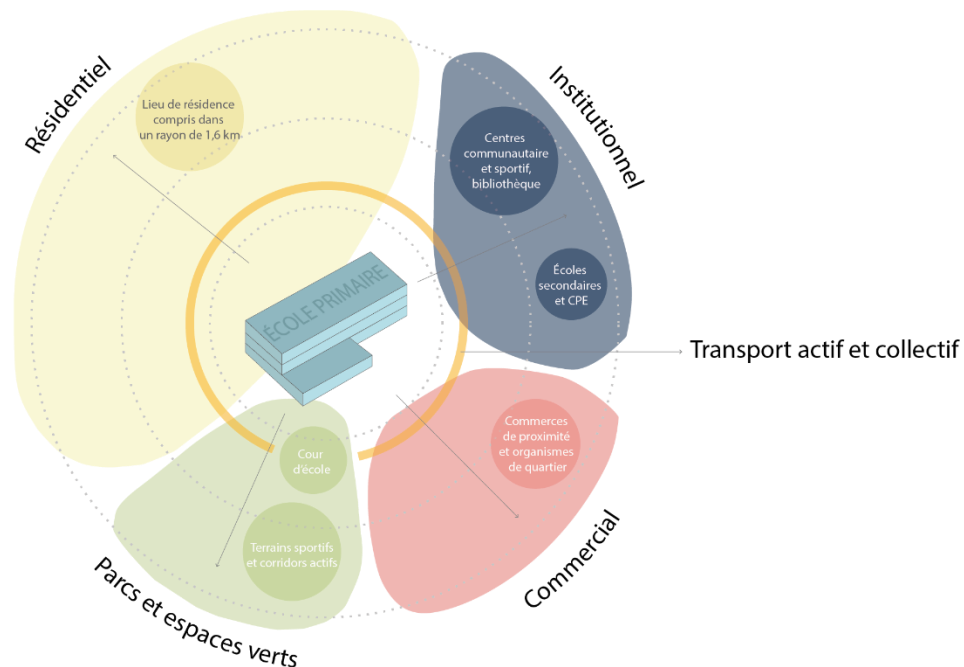 Résidentiel
Lieu de résidence
compris dans
un rayon de 1,6 km
Institutionnel
Centres
communautaire
et sportif,
bibliothèque
Écoles
secondaires
et CPE
ÉCOLE PRIMAIRE
Transport actif et collectif
Commerces
de proximité
et organismes
de quartier
Commercial
Cour
d'école
Terrains sportifs
et corridors actifs
Parcs et espaces verts